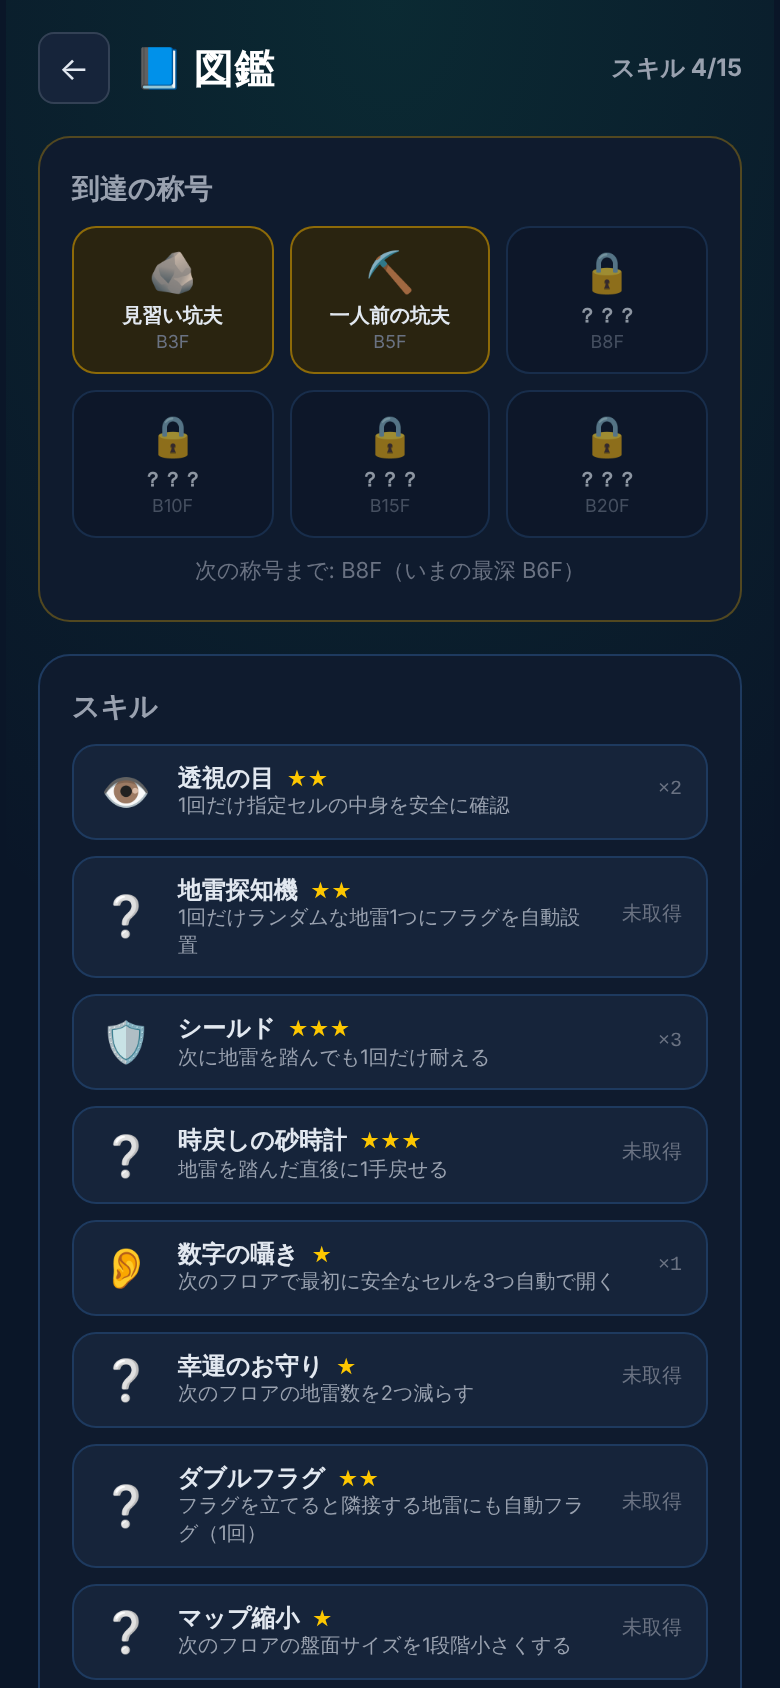 図鑑
スキル 4/15
到達の称号
見習い坑夫
B3F
一人前の坑夫
B5F
？？？
B8F
？？？
B10F
？？？
B15F
？？？
B20F
次の称号まで: B8F（いまの最深 B6F）
スキル
透視の目 ★★
1回だけ指定セルの中身を安全に確認
×2
地雷探知機 ★★
1回だけランダムな地雷1つにフラグを自動設
置
未取得
シールド ★★★
次に地雷を踏んでも1回だけ耐える
×3
時戻しの砂時計 ★★★
地雷を踏んだ直後に1手戻せる
未取得
数字の囁き ★
次のフロアで最初に安全なセルを3つ自動で開く
×1
幸運のお守り ★
次のフロアの地雷数を2つ減らす
未取得
ダブルフラグ ★★
フラグを立てると隣接する地雷にも自動フラ
グ（1回）
未取得
マップ縮小 ★
次のフロアの盤面サイズを1段階小さくする
未取得